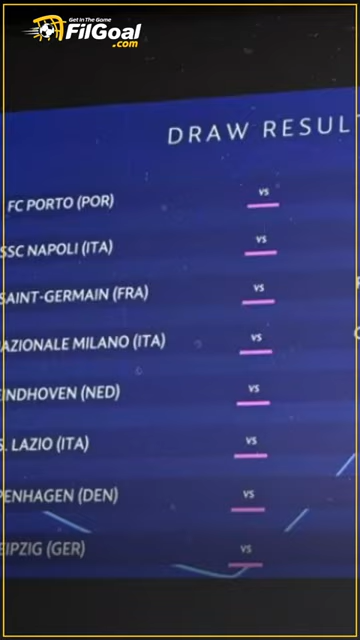 Get In The Game
FilGoal
.com
DRAW RESUL
FC PORTO (POR) VS
SSC NAPOLI (ITA) VS
SAINT-GERMAIN (FRA) VS
AZIONALE MILANO (ITA) VS
EINDHOVEN (NED) VS
S. LAZIO (ITA) VS
PENHAGEN (DEN) VS
EIPZIG (GER) VS